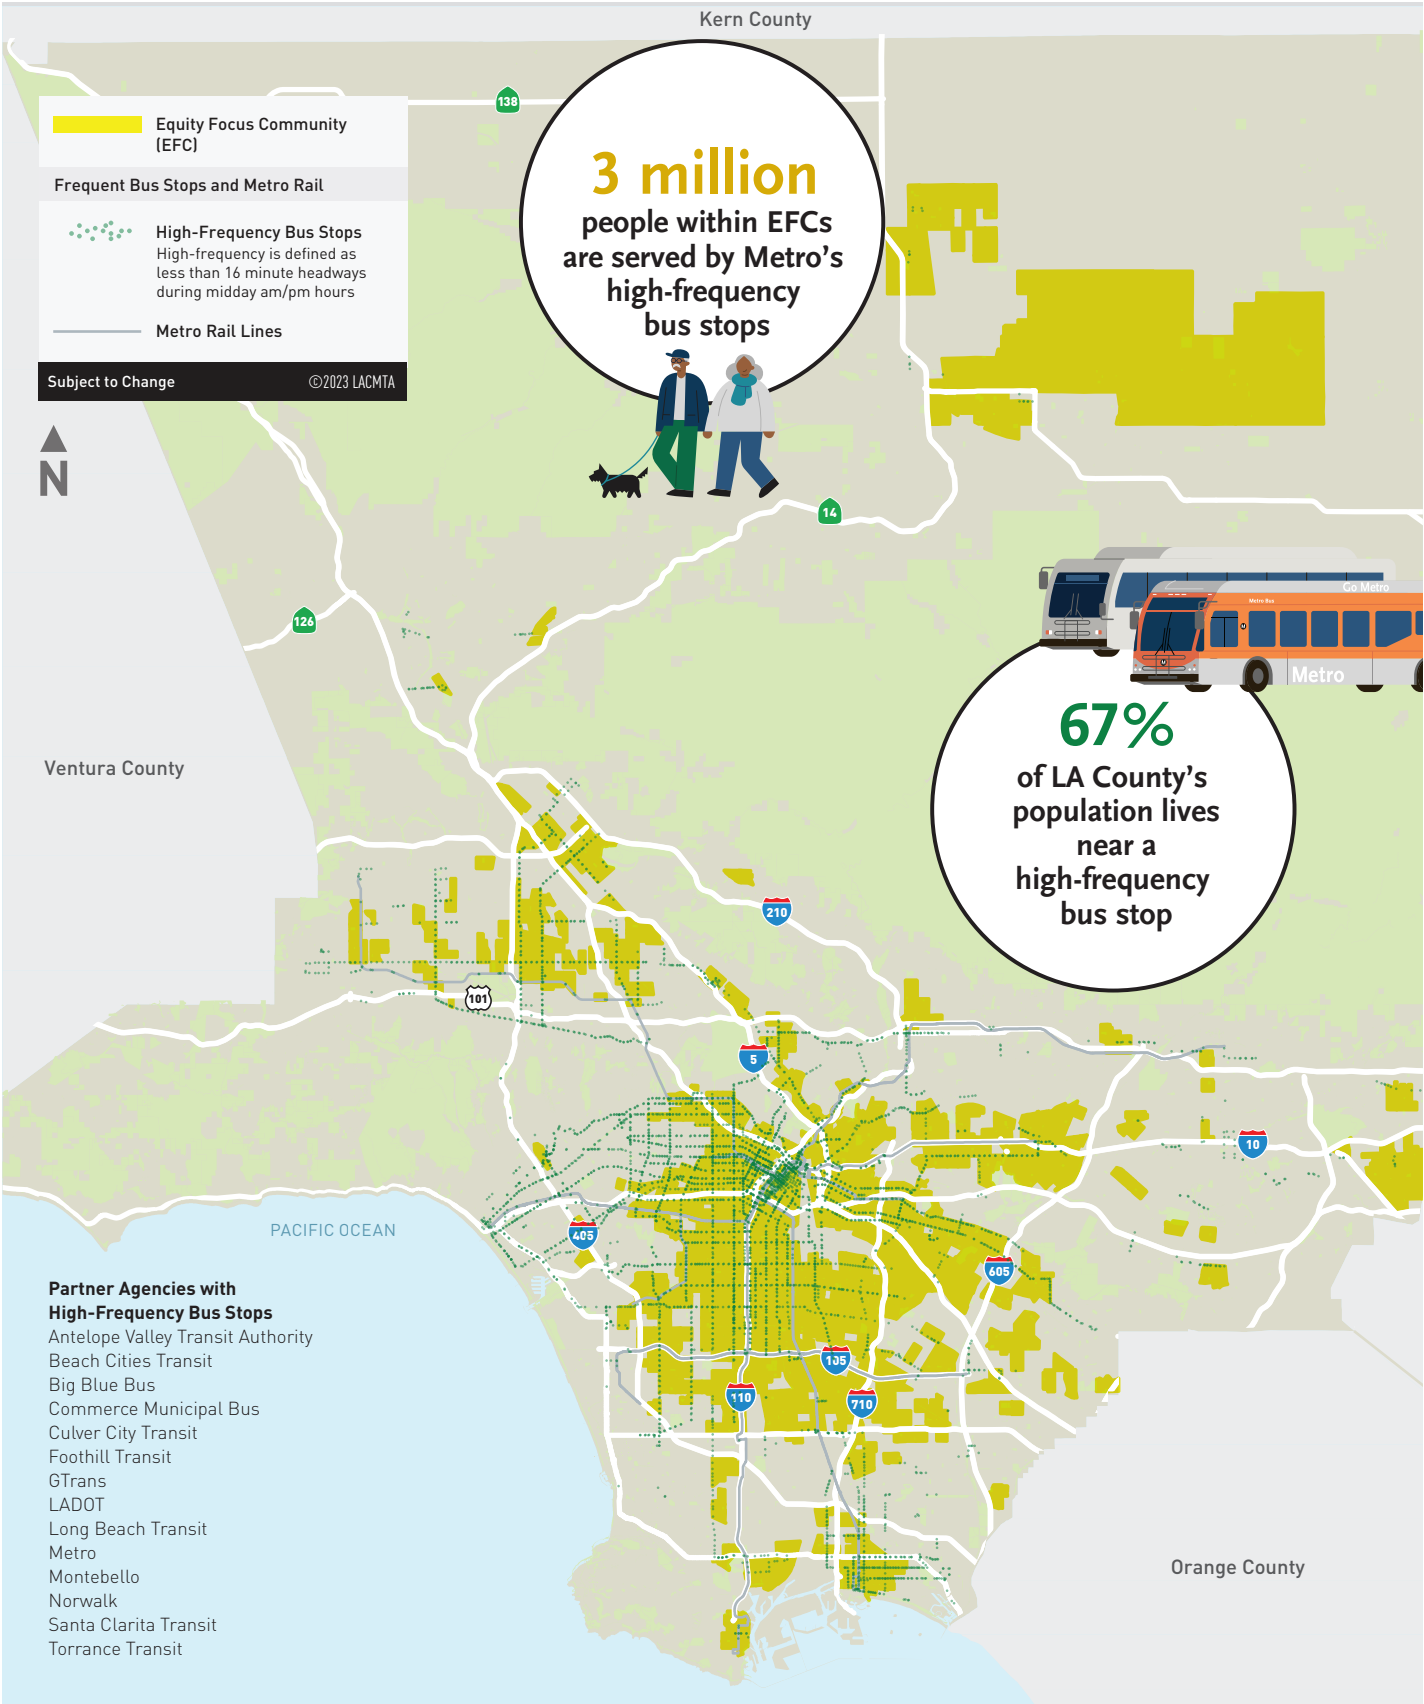 Kern County
138
Equity Focus Community
(EFC)
Frequent Bus Stops and Metro Rail
High-Frequency Bus Stops
High-frequency is defined as
less than 16 minute headways
during midday am/pm hours
Metro Rail Lines
Subject to Change
©2023 LACMTA
N
3 million
people within EFCs
are served by Metro's
high-frequency
bus stops
14
126
Go Metro
Metro Bus
Metro
67%
of LA County's
population lives
near a
high-frequency
bus stop
Ventura County
210
101
5
10
PACIFIC OCEAN
405
605
105
110
710
Partner Agencies with
High-Frequency Bus Stops
Antelope Valley Transit Authority
Beach Cities Transit
Big Blue Bus
Commerce Municipal Bus
Culver City Transit
Foothill Transit
GTrans
LADOT
Long Beach Transit
Metro
Montebello
Norwalk
Santa Clarita Transit
Torrance Transit
Orange County